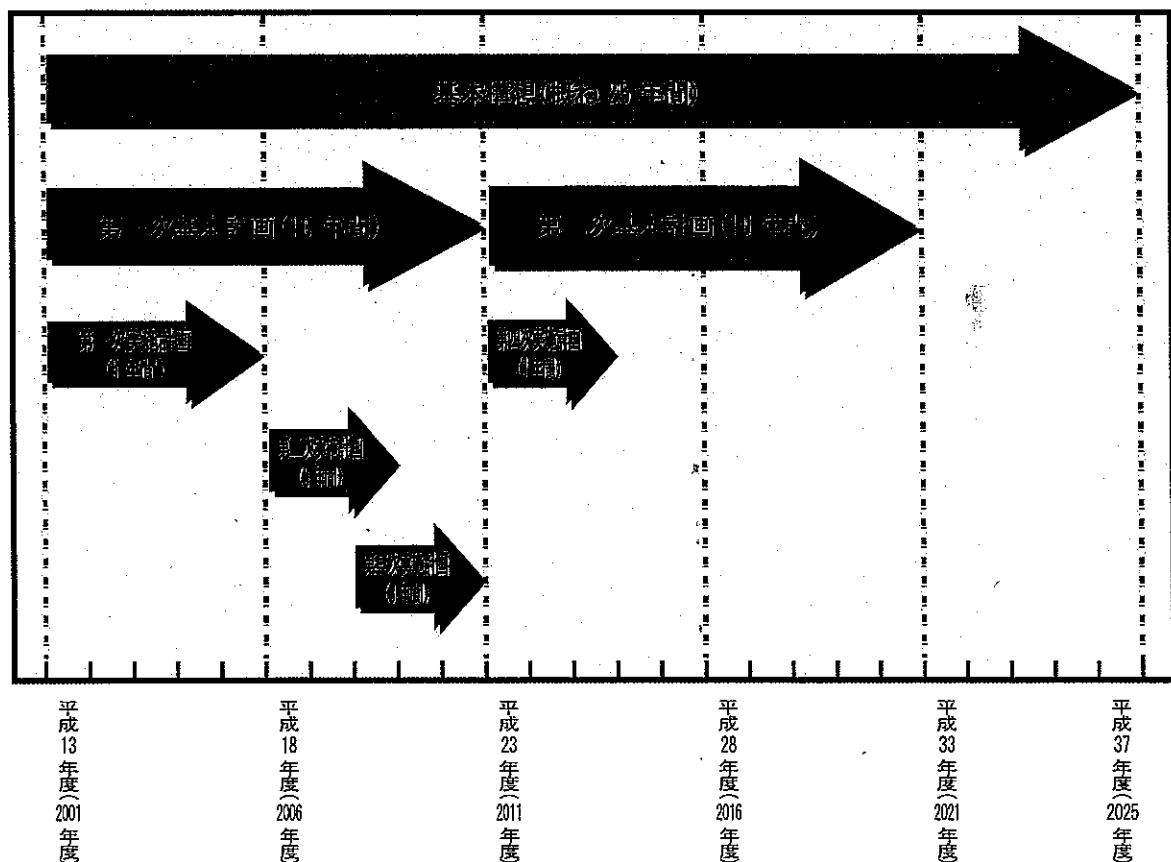 基本構想(概ね 25 年間)
第一次基本計画(10 年間)
第二次基本計画(10 年間)
第一次実施計画
(5年間)
第四次実施計画
(3年間)
第二次実施計画
(3年間)
第三次実施計画
(3年間)
平成13年度(2001年度)
平成18年度(2006年度)
平成23年度(2011年度)
平成28年度(2016年度)
平成33年度(2021年度)
平成37年度(2025年度)